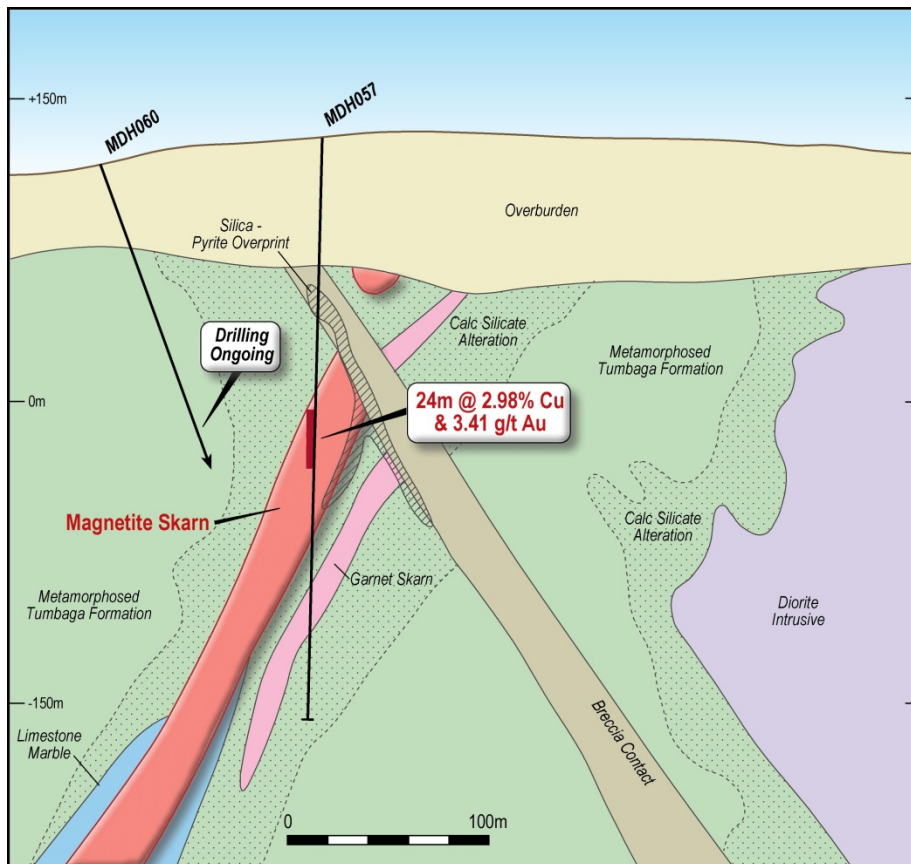 +150m
MDH060
MDH057
Overburden
Silica -
Pyrite Overprint
Calc Silicate
Alteration
Drilling
Ongoing
Metamorphosed
Tumbaga Formation
0m
24m @ 2.98% Cu
& 3.41 g/t Au
Magnetite Skarn
Calc Silicate
Alteration
Garnet Skarn
Metamorphosed
Tumbaga Formation
Diorite
Intrusive
-150m
Limestone
Marble
Breccia Contact
0
100m